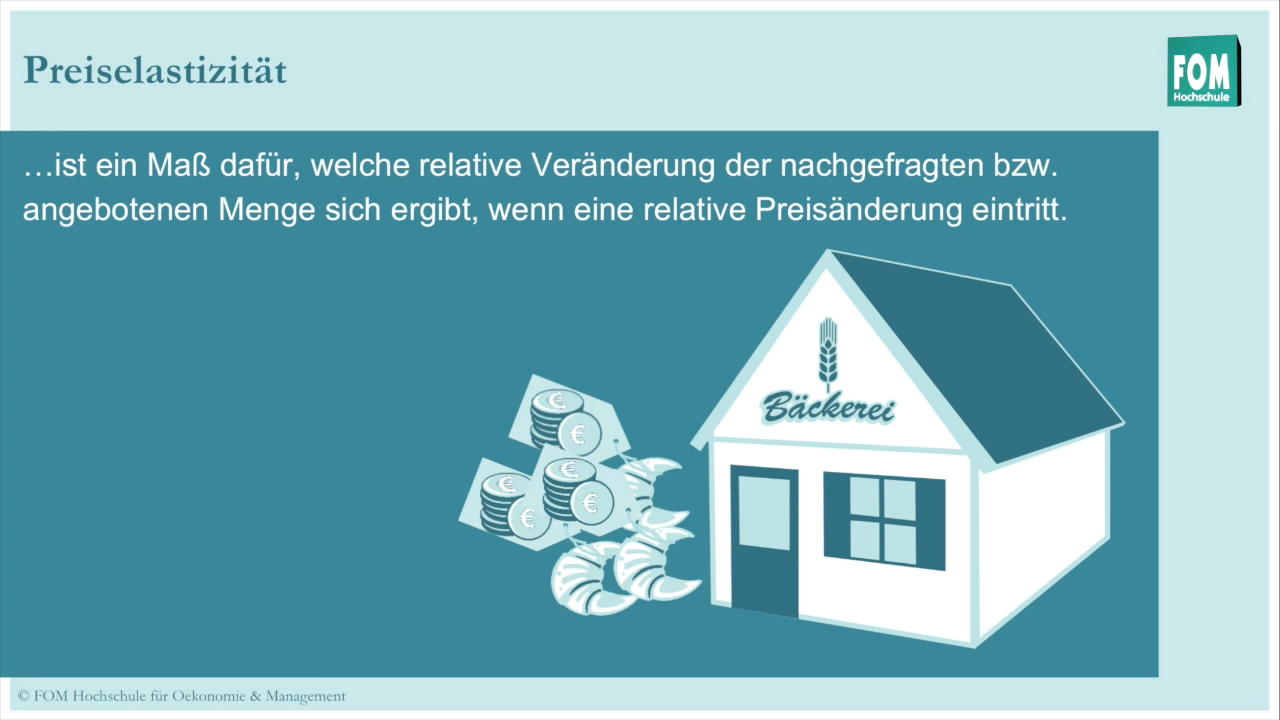 Preiselastizität
FOM
Hochschule
…ist ein Maß dafür, welche relative Veränderung der nachgefragten bzw.
angebotenen Menge sich ergibt, wenn eine relative Preisänderung eintritt.
Bäckerei
€
€
€
€
€
€
© FOM Hochschule für Oekonomie & Management